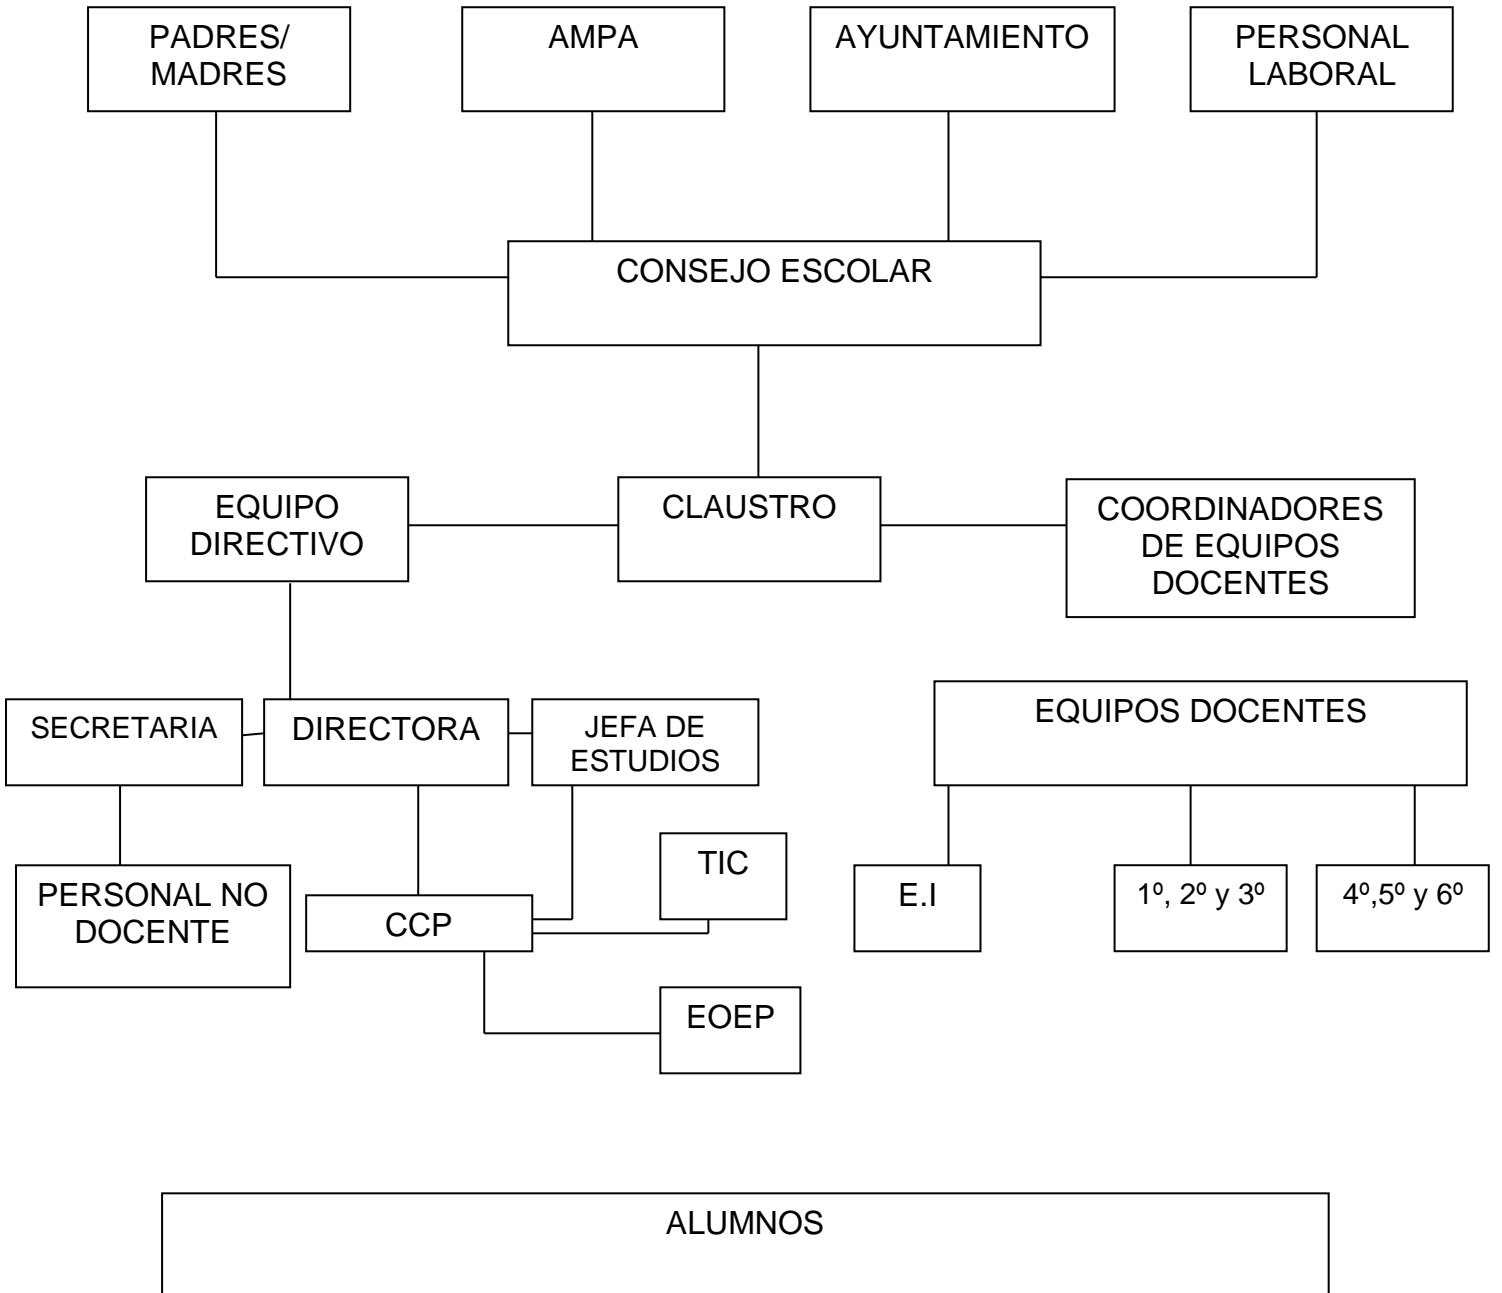 PADRES/
MADRES
AMPA
AYUNTAMIENTO
PERSONAL
LABORAL
CONSEJO ESCOLAR
EQUIPO
DIRECTIVO
CLAUSTRO
COORDINADORES
DE EQUIPOS
DOCENTES
SECRETARIA
DIRECTORA
JEFA DE
ESTUDIOS
EQUIPOS DOCENTES
PERSONAL NO
DOCENTE
CCP
TIC
E.I
1º, 2º y 3º
4º,5º y 6º
EOEP
ALUMNOS